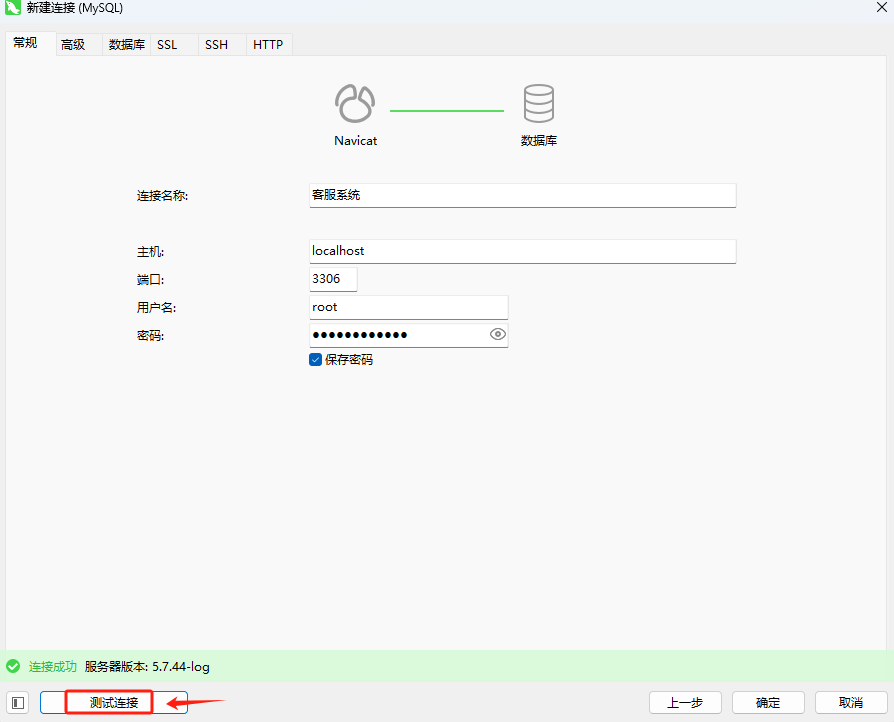 新建连接 (MySQL)
常规 高级 数据库 SSL SSH HTTP
Navicat 数据库
连接名称: 客服系统
主机: localhost
端口: 3306
用户名: root
密码: ●●●●●●●●●●●●
保存密码
连接成功 服务器版本: 5.7.44-log
测试连接 上一步 确定 取消